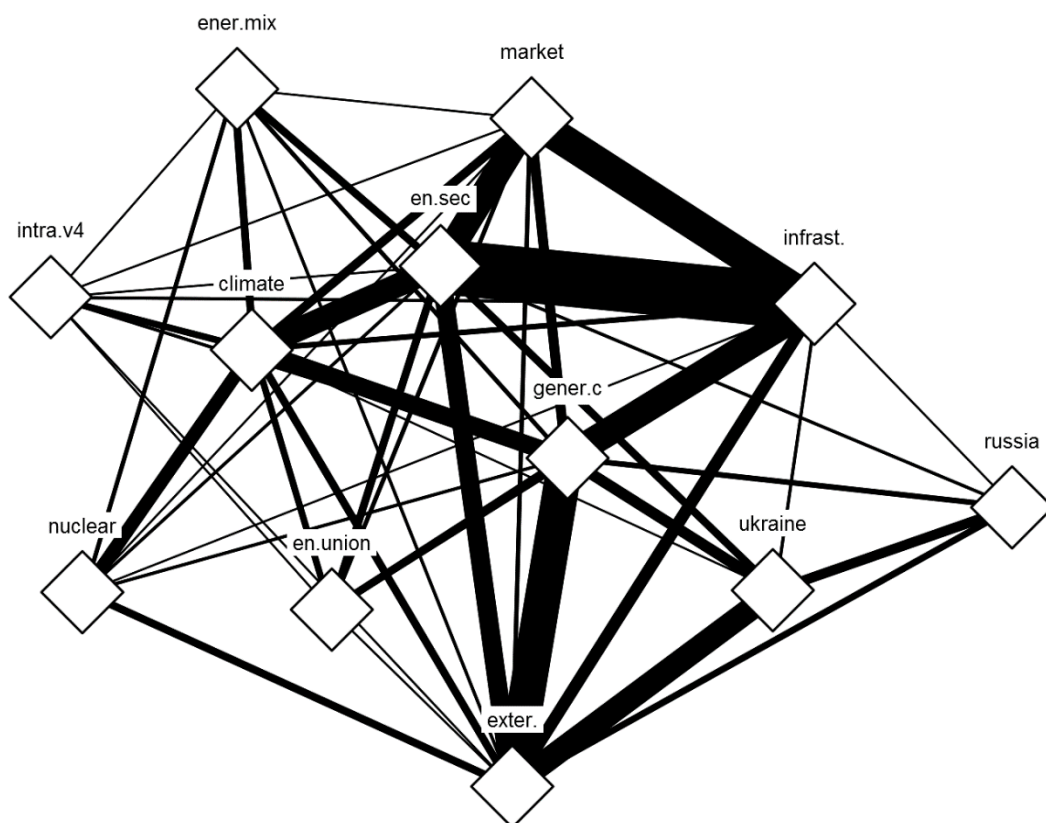 ener.mix
market
en.sec
intra.v4
infrast.
climate
gener.c
russia
nuclear
ukraine
en.union
exter.